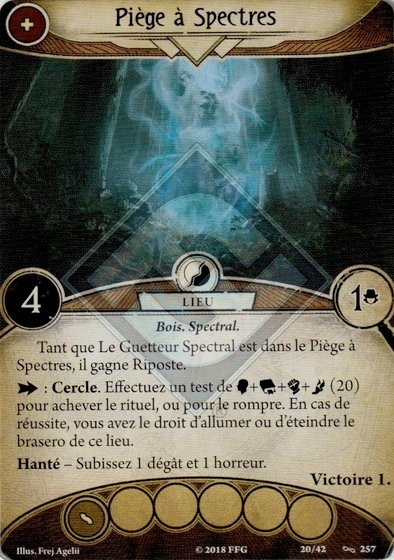 Piège à Spectres
4
LIEU
1
Bois. Spectral.
Tant que Le Guetteur Spectral est dans le Piège à
Spectres, il gagne Riposte.
: Cercle. Effectuez un test de + + + (20)
pour achever le rituel, ou pour le rompre. En cas de
réussite, vous avez le droit d'allumer ou d'éteindre le
brasero de ce lieu.
Hanté – Subissez 1 dégât et 1 horreur.
Victoire 1.
Illus. Frej Agelii
© 2018 FFG
20/42
257